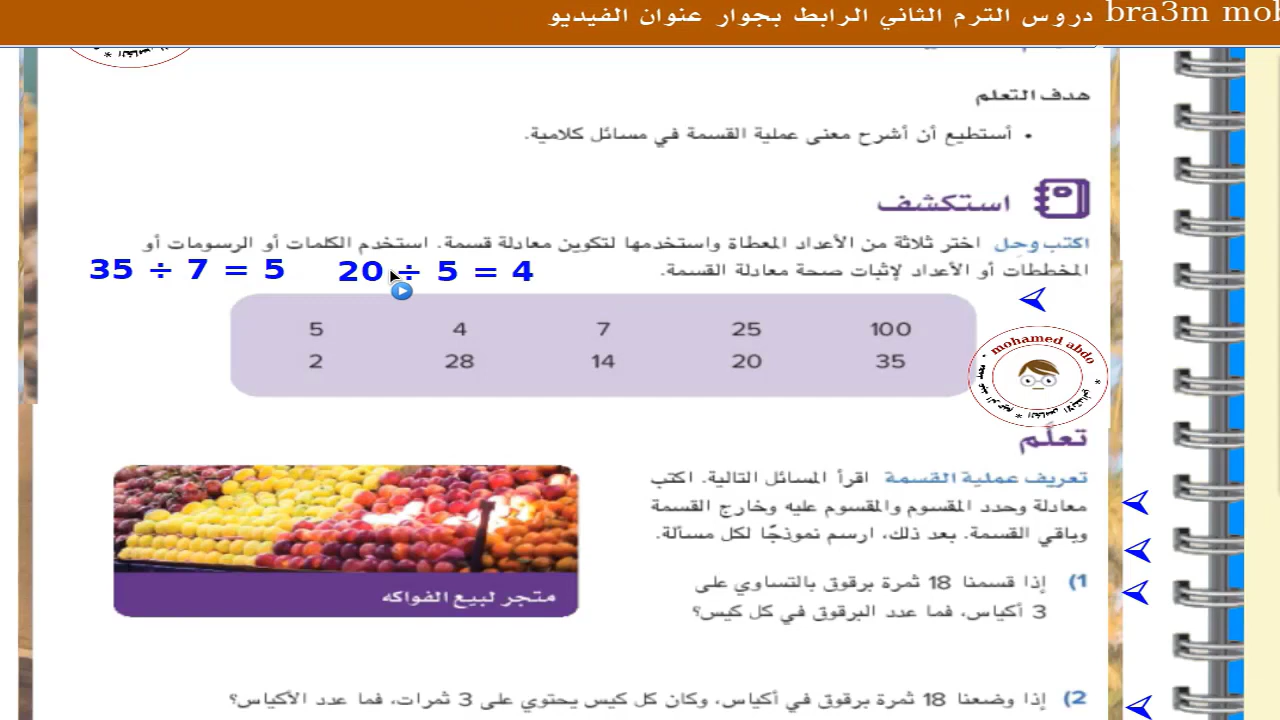 دروس الترم الثاني الرابط بجوار عنوان الفيديو bra3m mo
هدف التعلم
• أستطيع أن أشرح معنى عملية القسمة في مسائل كلامية.
استكشف
اكتب وحِل اختر ثلاثة من الأعداد المعطاة واستخدمها لتكوين معادلة قسمة. استخدم الكلمات أو الرسومات أو
المخططات أو الأعداد لإثبات صحة معادلة القسمة.
20 ÷ 5 = 4
35 ÷ 7 = 5
5 4 7 25 100
2 28 14 20 35
mohamed abdo
تعلَّم
تعريف عملية القسمة اقرأ المسائل التالية. اكتب
معادلة وحدد المقسوم والمقسوم عليه وخارج القسمة
وباقي القسمة. بعد ذلك، ارسم نموذجًا لكل مسألة.
متجر لبيع الفواكه
1) إذا قسمنا 18 ثمرة برقوق بالتساوي على
3 أكياس، فما عدد البرقوق في كل كيس؟
2) إذا وضعنا 18 ثمرة برقوق في أكياس، وكان كل كيس يحتوي على 3 ثمرات، فما عدد الأكياس؟